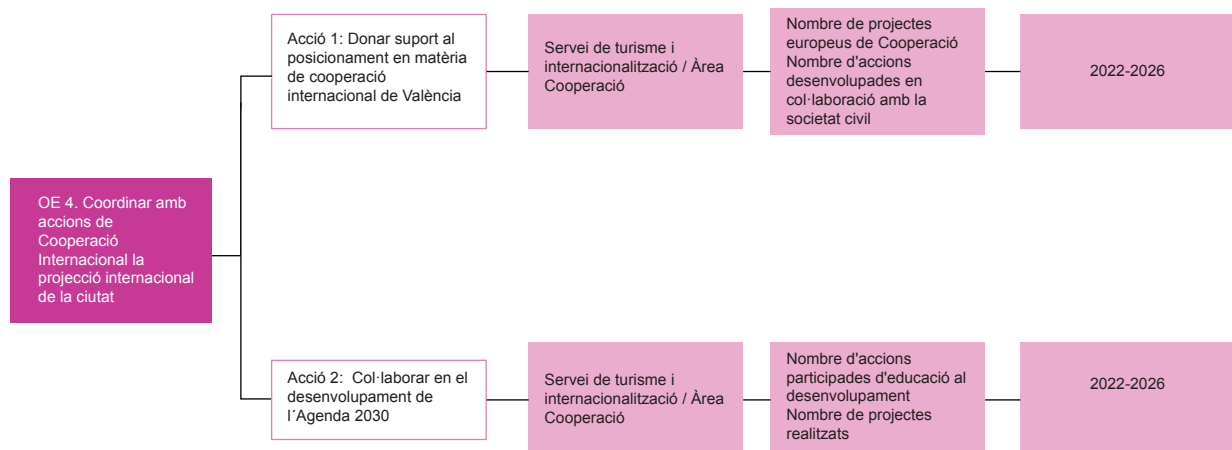 OE 4. Coordinar amb
accions de
Cooperació
Internacional la
projecció internacional
de la ciutat
Acció 1: Donar suport al
posicionament en matèria
de cooperació
internacional de València
Servei de turisme i
internacionalització / Àrea
Cooperació
Nombre de projectes
europeus de Cooperació
Nombre d'accions
desenvolupades en
col·laboració amb la
societat civil
2022-2026
Acció 2:  Col·laborar en el
desenvolupament de
l´Agenda 2030
Servei de turisme i
internacionalització / Àrea
Cooperació
Nombre d'accions
participades d'educació al
desenvolupament
Nombre de projectes
realitzats
2022-2026